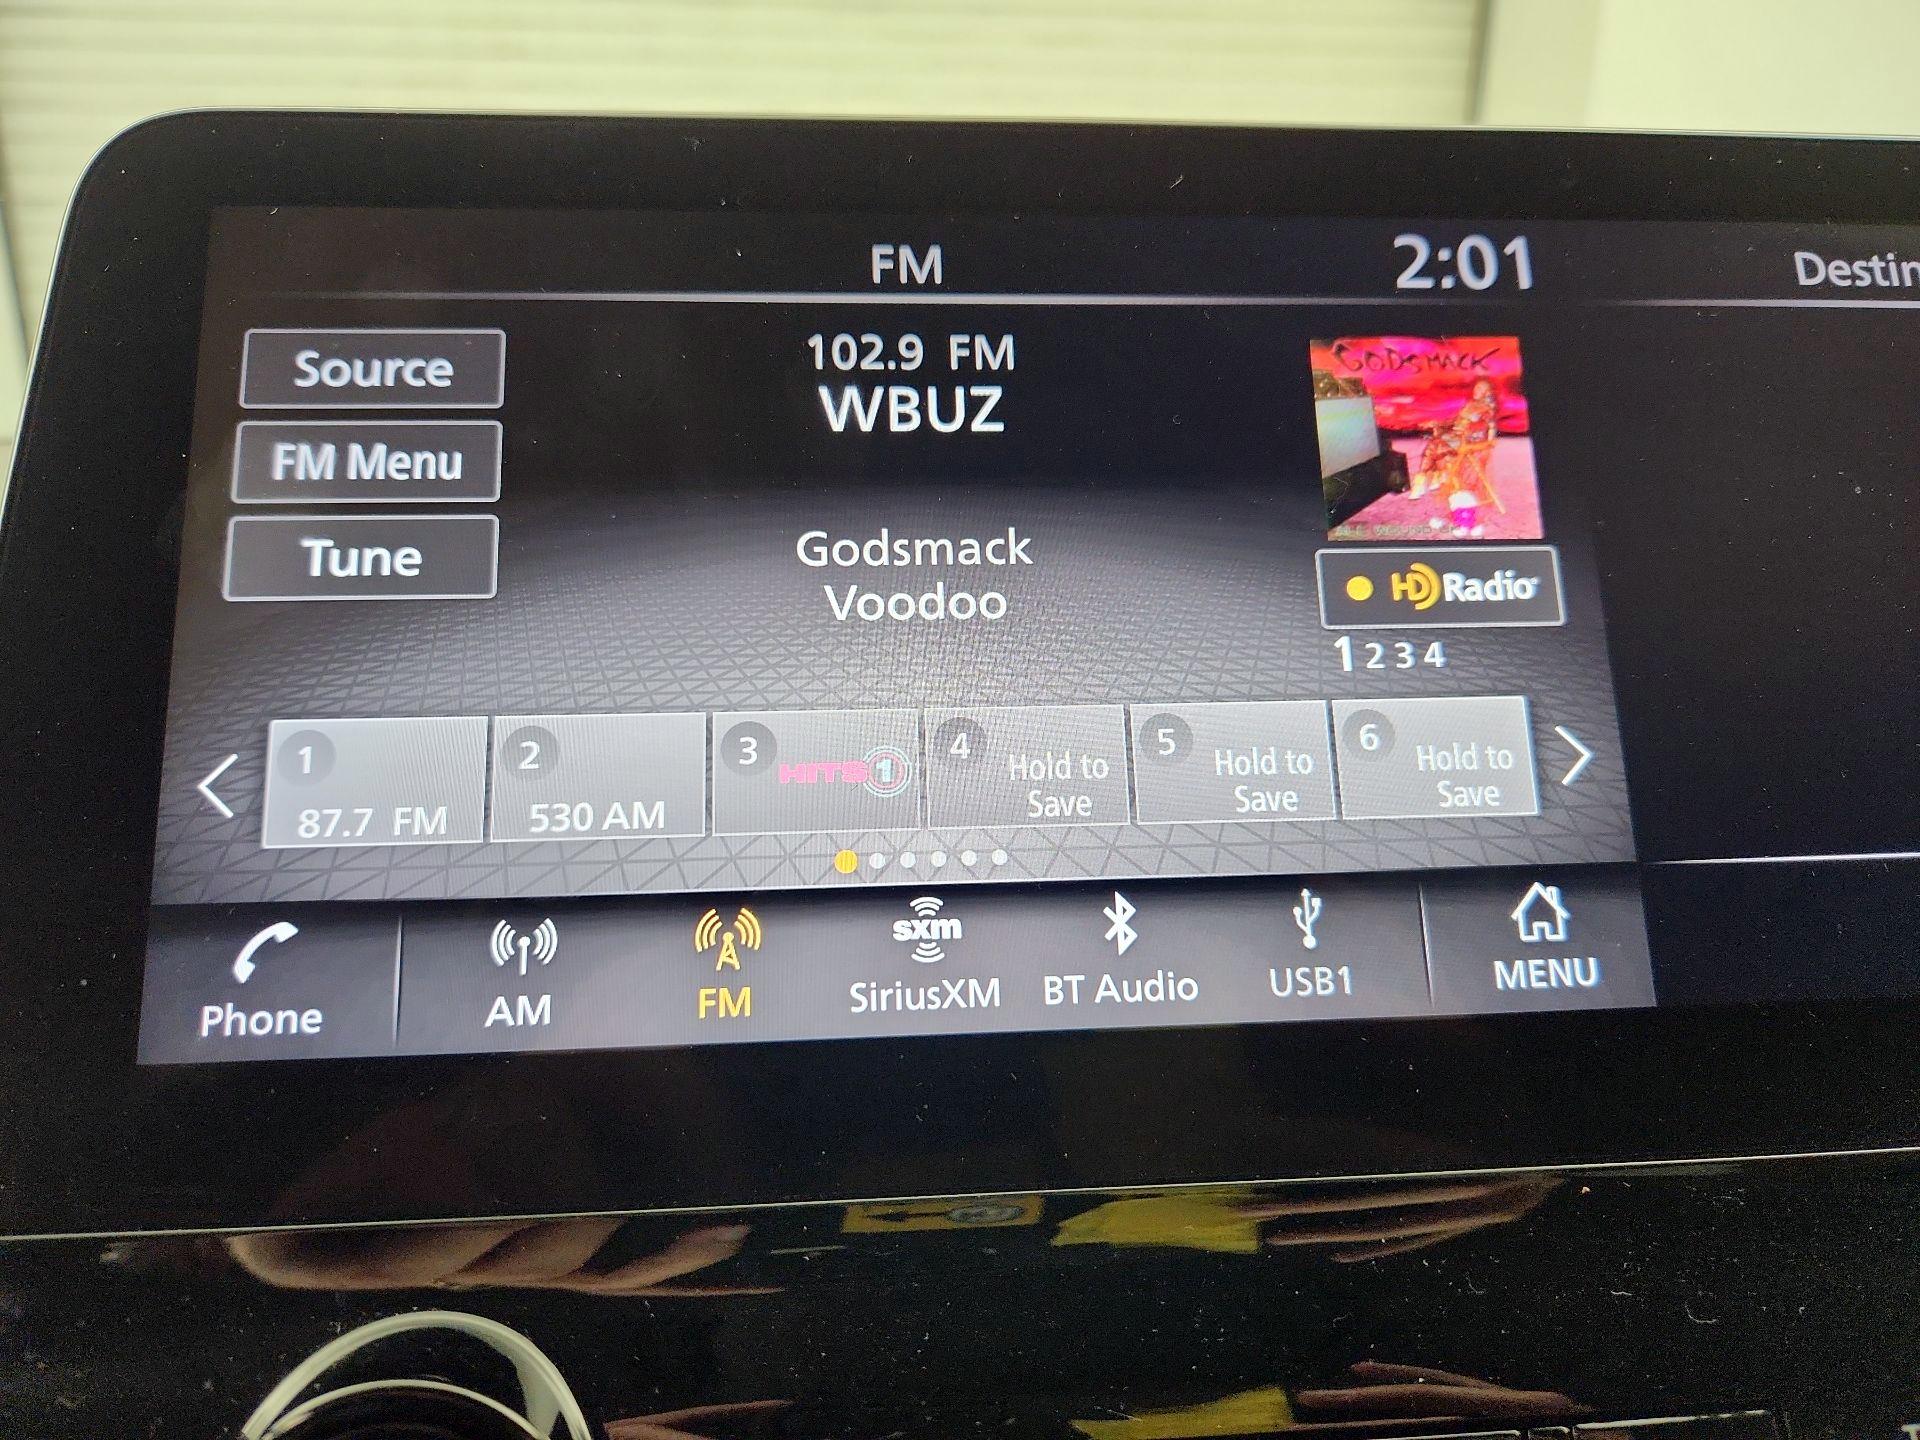 FM
2:01
Destin
Source
FM Menu
Tune
102.9 FM
WBUZ
GODSMACK
Godsmack
Voodoo
HD Radio
1 2 3 4
1
87.7 FM
2
530 AM
3
HITS 1
4
Hold to
Save
5
Hold to
Save
6
Hold to
Save
Phone
AM
FM
sxm
SiriusXM
BT Audio
USB1
MENU